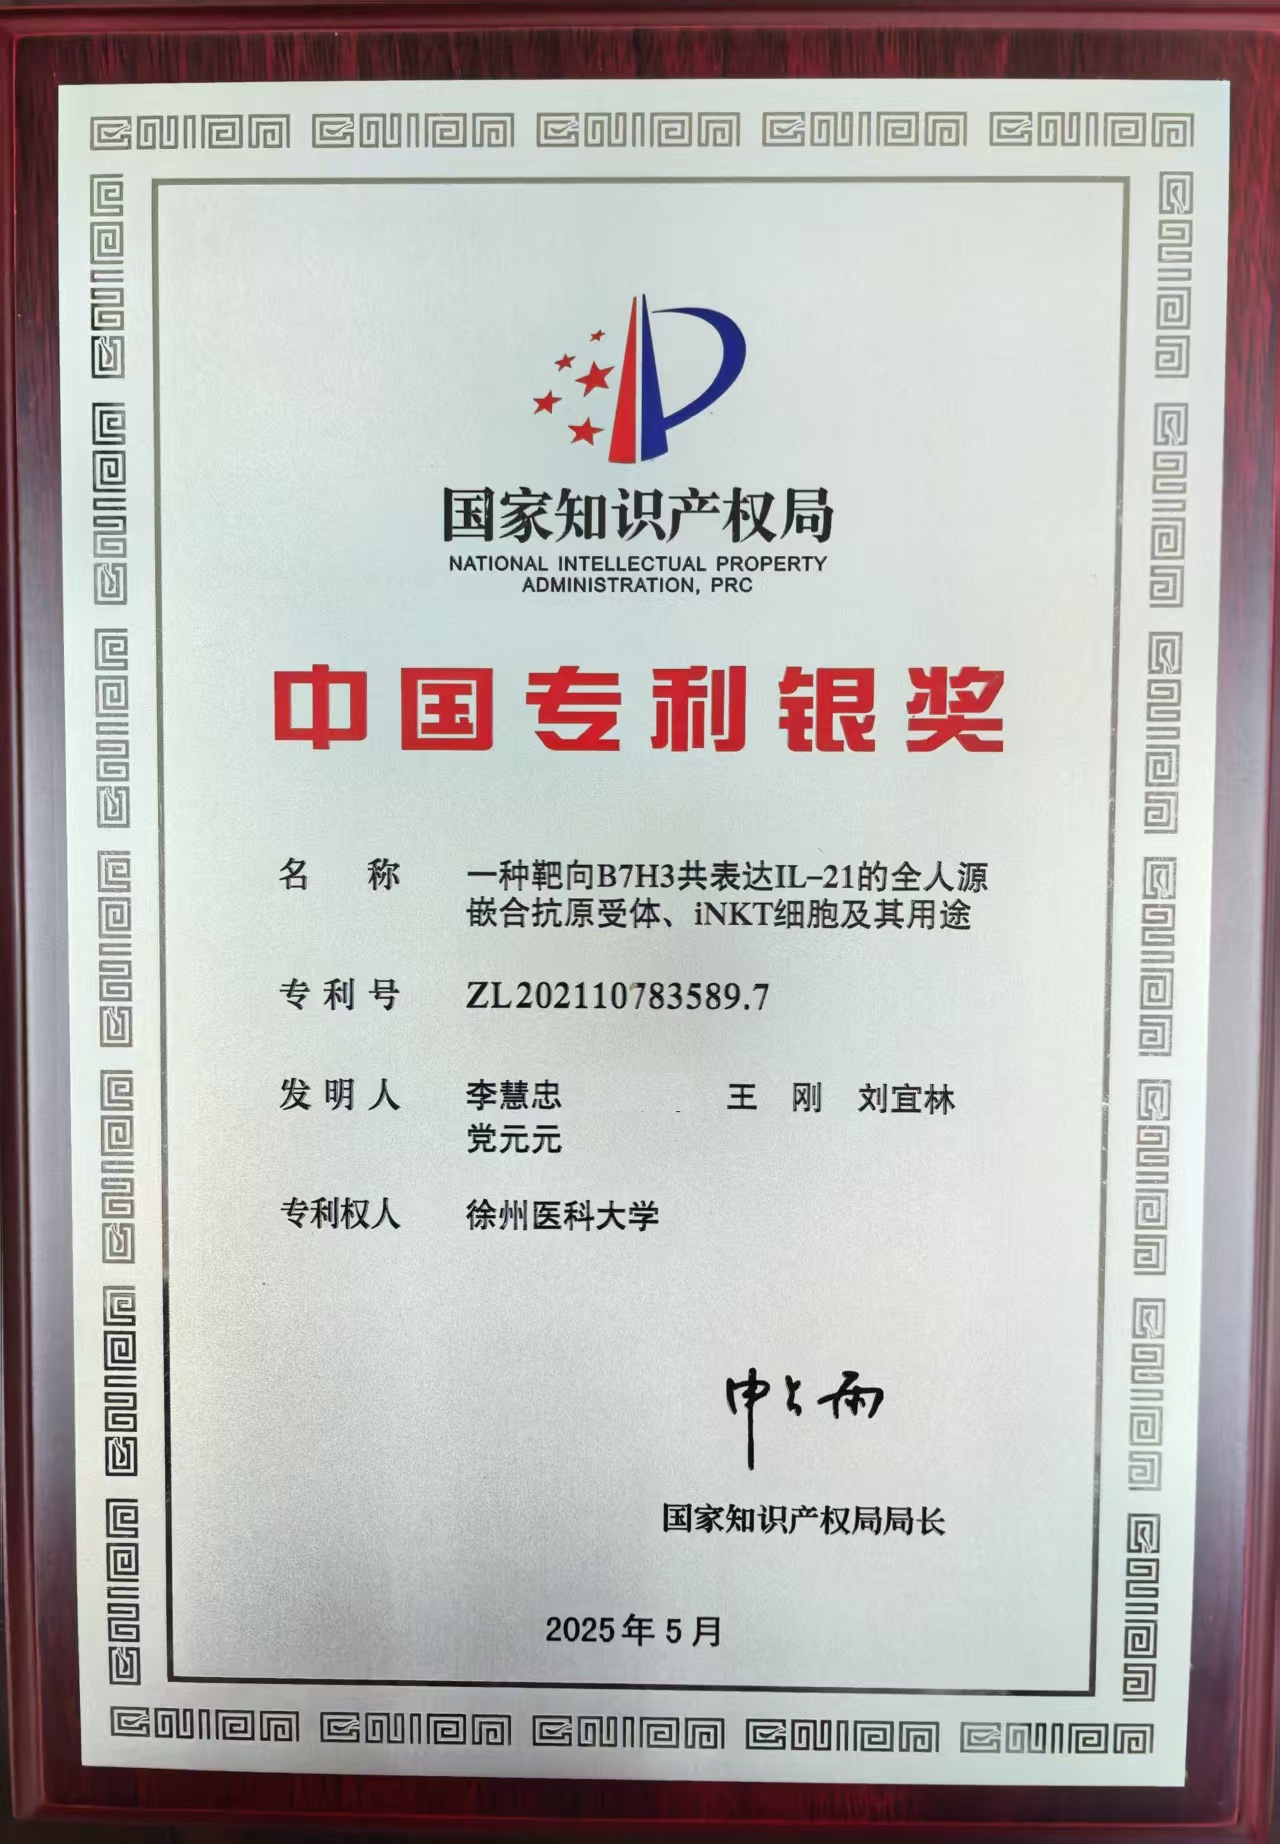 国家知识产权局
NATIONAL INTELLECTUAL PROPERTY
ADMINISTRATION, PRC
中国专利银奖
名 称 一种靶向B7H3共表达IL-21的全人源
嵌合抗原受体、iNKT细胞及其用途
专利号 ZL202110783589.7
发明人 李慧忠 王 刚 刘宜林
党元元
专利权人 徐州医科大学
申长雨
国家知识产权局局长
2025年5月